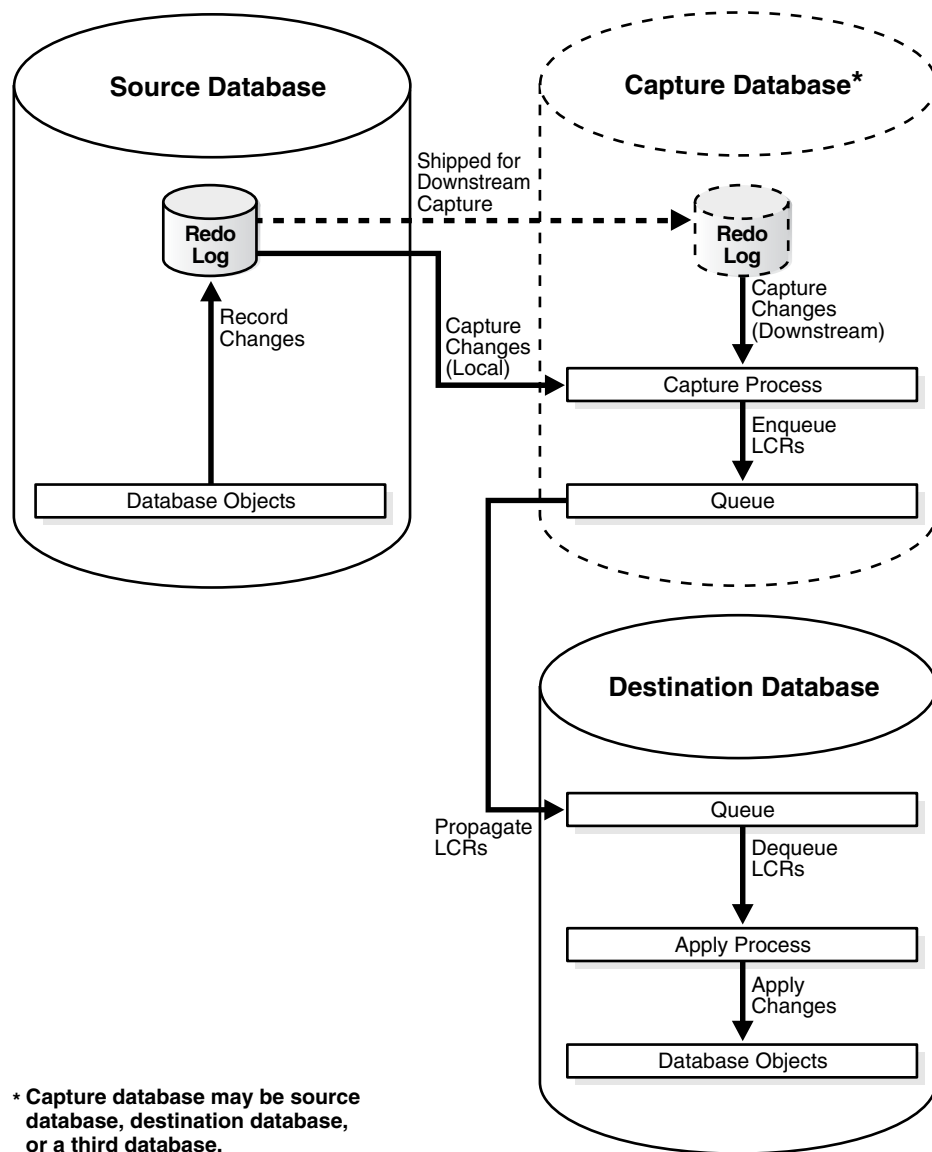 Source Database
Capture Database*
Shipped for
Downstream
Capture
Redo
Log
Redo
Log
Record
Changes
Capture
Changes
(Local)
Capture
Changes
(Downstream)
Capture Process
Enqueue
LCRs
Database Objects
Queue
Destination Database
Propagate
LCRs
Queue
Dequeue
LCRs
Apply Process
Apply
Changes
Database Objects
* Capture database may be source
database, destination database,
or a third database.